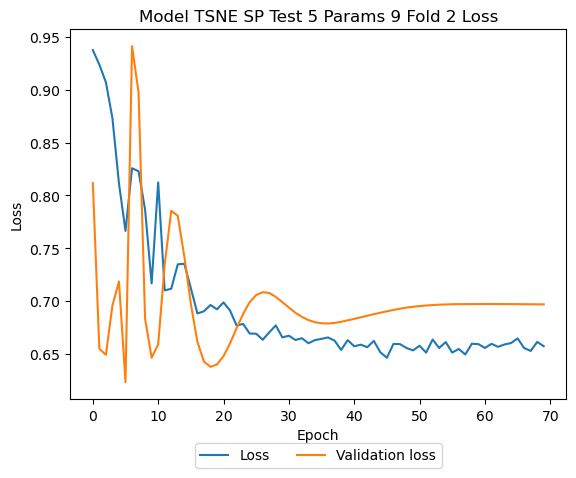 Model TSNE SP Test 5 Params 9 Fold 2 Loss
0.95
0.90
0.85
0.80
0.75
0.70
0.65
Loss
0 10 20 30 40 50 60 70
Epoch
Loss Validation loss